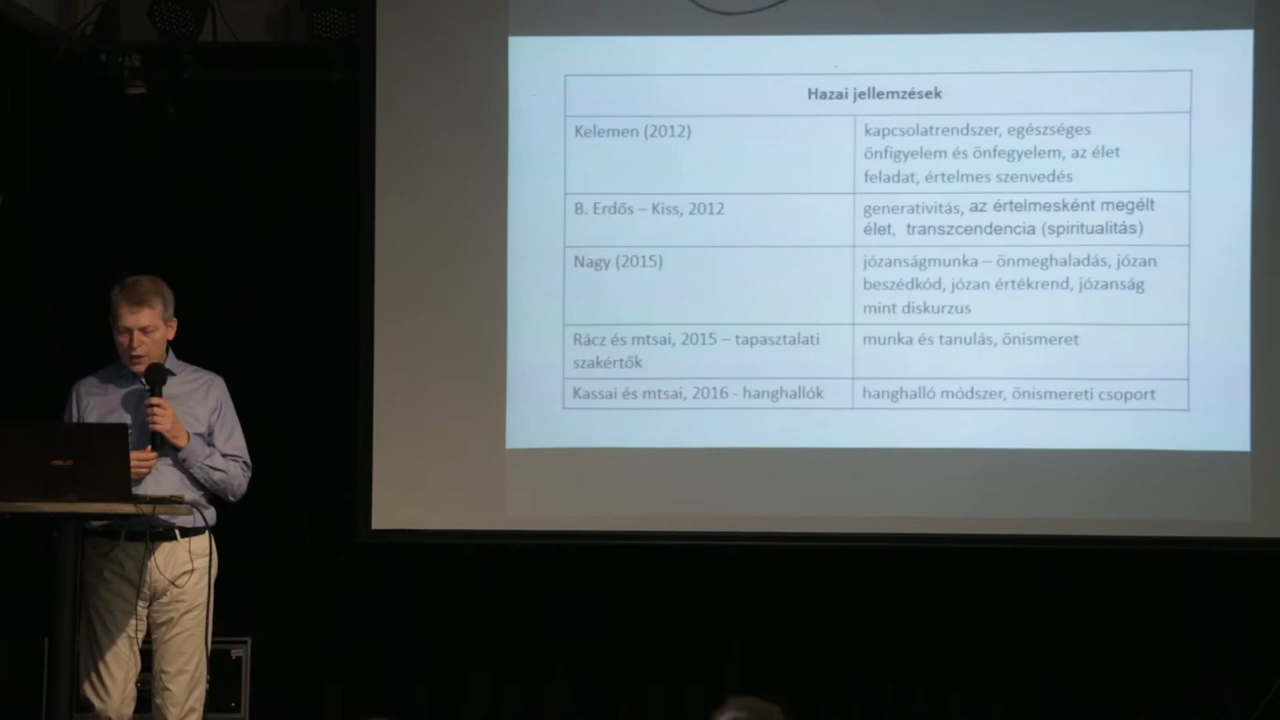 Hazai jellemzések
Kelemen (2012)
kapcsolatrendszer, egészséges
önfigyelem és önfegyelem, az élet
feladat, értelmes szenvedés
B. Erdős – Kiss, 2012
generativitás, az értelmesként megélt
élet, transzcendencia (spiritualitás)
Nagy (2015)
józanságmunka – önmeghaladás, józan
beszédkód, józan értékrend, józanság
mint diskurzus
Rácz és mtsai, 2015 – tapasztalati
szakértők
munka és tanulás, önismeret
Kassai és mtsai, 2016 - hanghallók
hanghalló módszer, önismereti csoport
ASUS